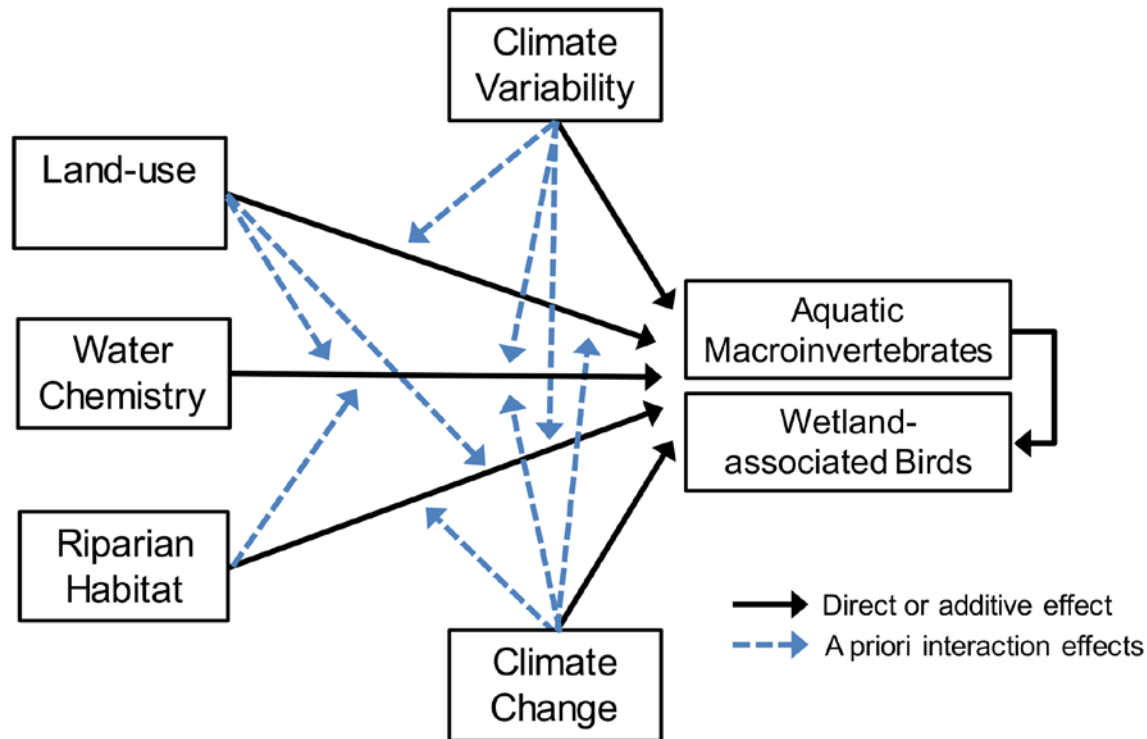 Climate
Variability
Land-use
Aquatic
Macroinvertebrates
Water
Chemistry
Wetland-
associated Birds
Riparian
Habitat
Direct or additive effect
A priori interaction effects
Climate
Change